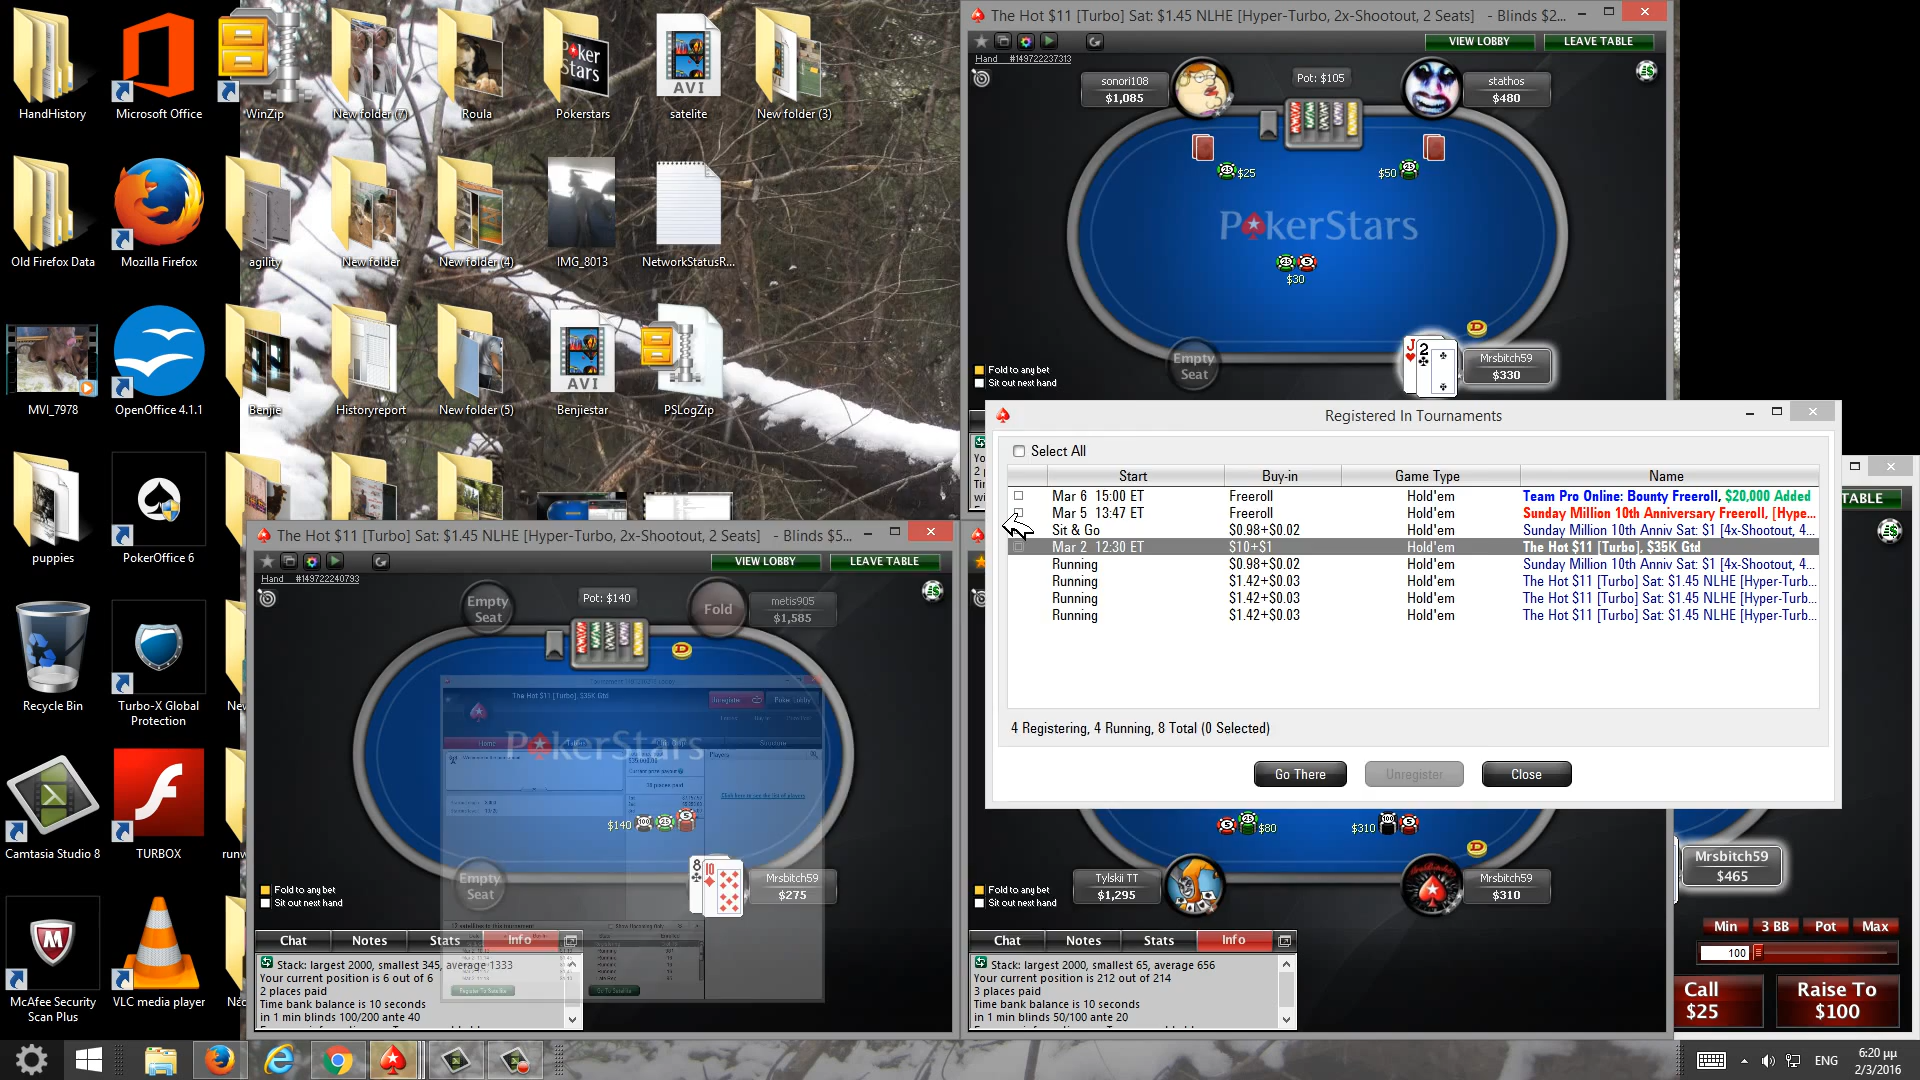 HandHistory
Microsoft Office
WinZip
New folder (7)
Roula
Pokerstars
satelite
New folder (3)
Old Firefox Data
Mozilla Firefox
agility
New folder
New folder (4)
IMG_8013
NetworkStatusR...
MVI_7978
OpenOffice 4.1.1
Benjie
Historyreport
New folder (5)
Benjiestar
PSLogZip
puppies
PokerOffice 6
Recycle Bin
Turbo-X Global Protection
Camtasia Studio 8
TURBOX
McAfee Security Scan Plus
VLC media player
The Hot $11 [Turbo] Sat: $1.45 NLHE [Hyper-Turbo, 2x-Shootout, 2 Seats] - Blinds $2...
VIEW LOBBY
LEAVE TABLE
Hand #149722237313
sonori108
$1,085
Pot: $105
stathos
$480
$25
$50
PokerStars
$30
Empty Seat
J 2
Mrsbitch59
$330
Fold to any bet
Sit out next hand
Registered In Tournaments
Select All
Start Buy-in Game Type Name
Mar 6 15:00 ET Freeroll Hold'em Team Pro Online: Bounty Freeroll, $20,000 Added
Mar 5 13:47 ET Freeroll Hold'em Sunday Million 10th Anniversary Freeroll, [Hype...
Sit & Go $0.98+$0.02 Hold'em Sunday Million 10th Anniv Sat: $1 [4x-Shootout, 4...
Mar 2 12:30 ET $10+$1 Hold'em The Hot $11 [Turbo], $35K Gtd
Running $0.98+$0.02 Hold'em Sunday Million 10th Anniv Sat: $1 [4x-Shootout, 4...
Running $1.42+$0.03 Hold'em The Hot $11 [Turbo] Sat: $1.45 NLHE [Hyper-Turb...
Running $1.42+$0.03 Hold'em The Hot $11 [Turbo] Sat: $1.45 NLHE [Hyper-Turb...
Running $1.42+$0.03 Hold'em The Hot $11 [Turbo] Sat: $1.45 NLHE [Hyper-Turb...
4 Registering, 4 Running, 8 Total (0 Selected)
Go There
Unregister
Close
The Hot $11 [Turbo] Sat: $1.45 NLHE [Hyper-Turbo, 2x-Shootout, 2 Seats] - Blinds $5...
VIEW LOBBY
LEAVE TABLE
Hand #149722240793
Empty Seat
Pot: $140
Fold
metis905
$1,585
The Hot $11 [Turbo], $35K Gtd
PokerStars
$140
Empty Seat
8 10
Mrsbitch59
$275
Fold to any bet
Sit out next hand
Chat Notes Stats Info
Stack: largest 2000, smallest 345, average 1333
Your current position is 6 out of 6
2 places paid
Time bank balance is 10 seconds
in 1 min blinds 100/200 ante 40
$80
$310
Tylskii TT
$1,295
Mrsbitch59
$310
Fold to any bet
Sit out next hand
Chat Notes Stats Info
Stack: largest 2000, smallest 65, average 656
Your current position is 212 out of 214
3 places paid
Time bank balance is 10 seconds
in 1 min blinds 50/100 ante 20
TABLE
Mrsbitch59
$465
Min 3 BB Pot Max
100
Call $25
Raise To $100
ENG
6:20 μμ
2/3/2016